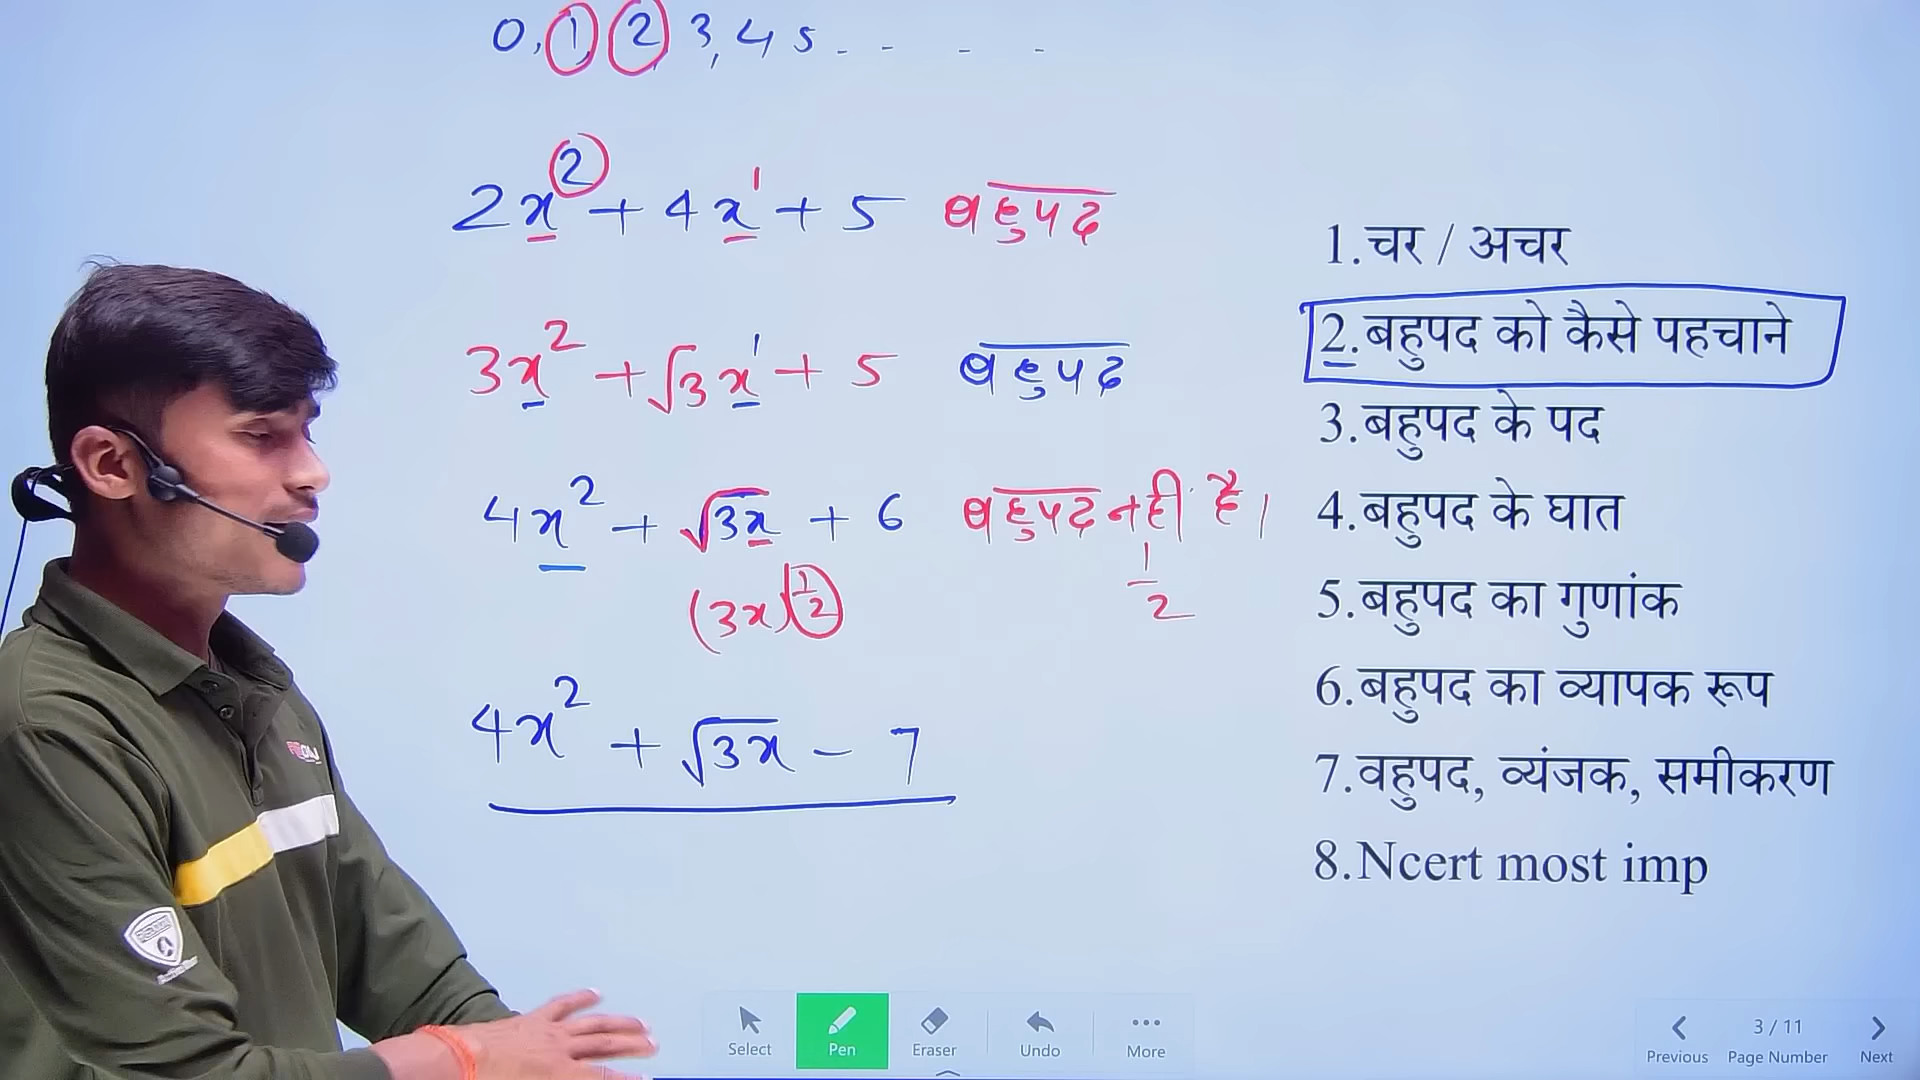 0, 1, 2, 3, 4 5 - - - -
2x² + 4x¹ + 5 बहुपद
3x² + √3x¹ + 5 बहुपद
4x² + √3x + 6 बहुपद नही है।
(3x)^1/2
1/2
4x² + √3x - 7
1.चर / अचर
2.बहुपद को कैसे पहचाने
3.बहुपद के पद
4.बहुपद के घात
5.बहुपद का गुणांक
6.बहुपद का व्यापक रूप
7.वहुपद, व्यंजक, समीकरण
8.Ncert most imp
Select Pen Eraser Undo More
3 / 11
Previous Page Number Next